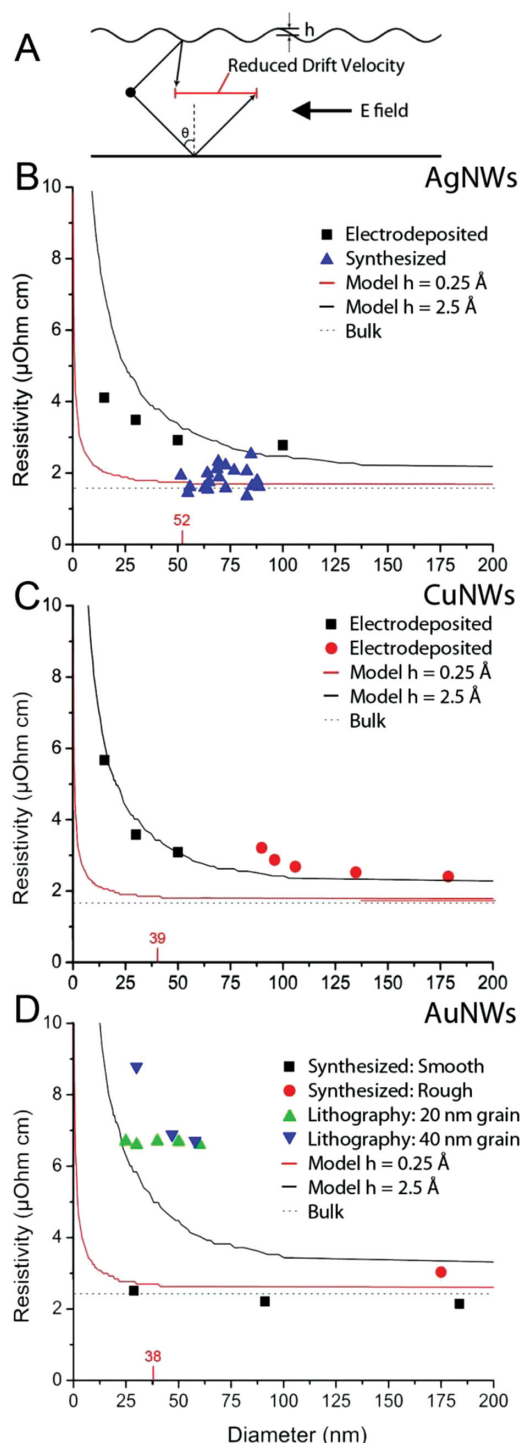 A
h
Reduced Drift Velocity
θ
E field
B
AgNWs
10
8
6
4
2
0
Resistivity (µOhm cm)
Electrodeposited
Synthesized
Model h = 0.25 Å
Model h = 2.5 Å
Bulk
52
0 25 50 75 100 125 150 175 200
C
CuNWs
10
8
6
4
2
0
Resistivity (µOhm cm)
Electrodeposited
Electrodeposited
Model h = 0.25 Å
Model h = 2.5 Å
Bulk
39
0 25 50 75 100 125 150 175 200
D
AuNWs
10
8
6
4
2
0
Resistivity (µOhm cm)
Synthesized: Smooth
Synthesized: Rough
Lithography: 20 nm grain
Lithography: 40 nm grain
Model h = 0.25 Å
Model h = 2.5 Å
Bulk
38
0 25 50 75 100 125 150 175 200
Diameter (nm)